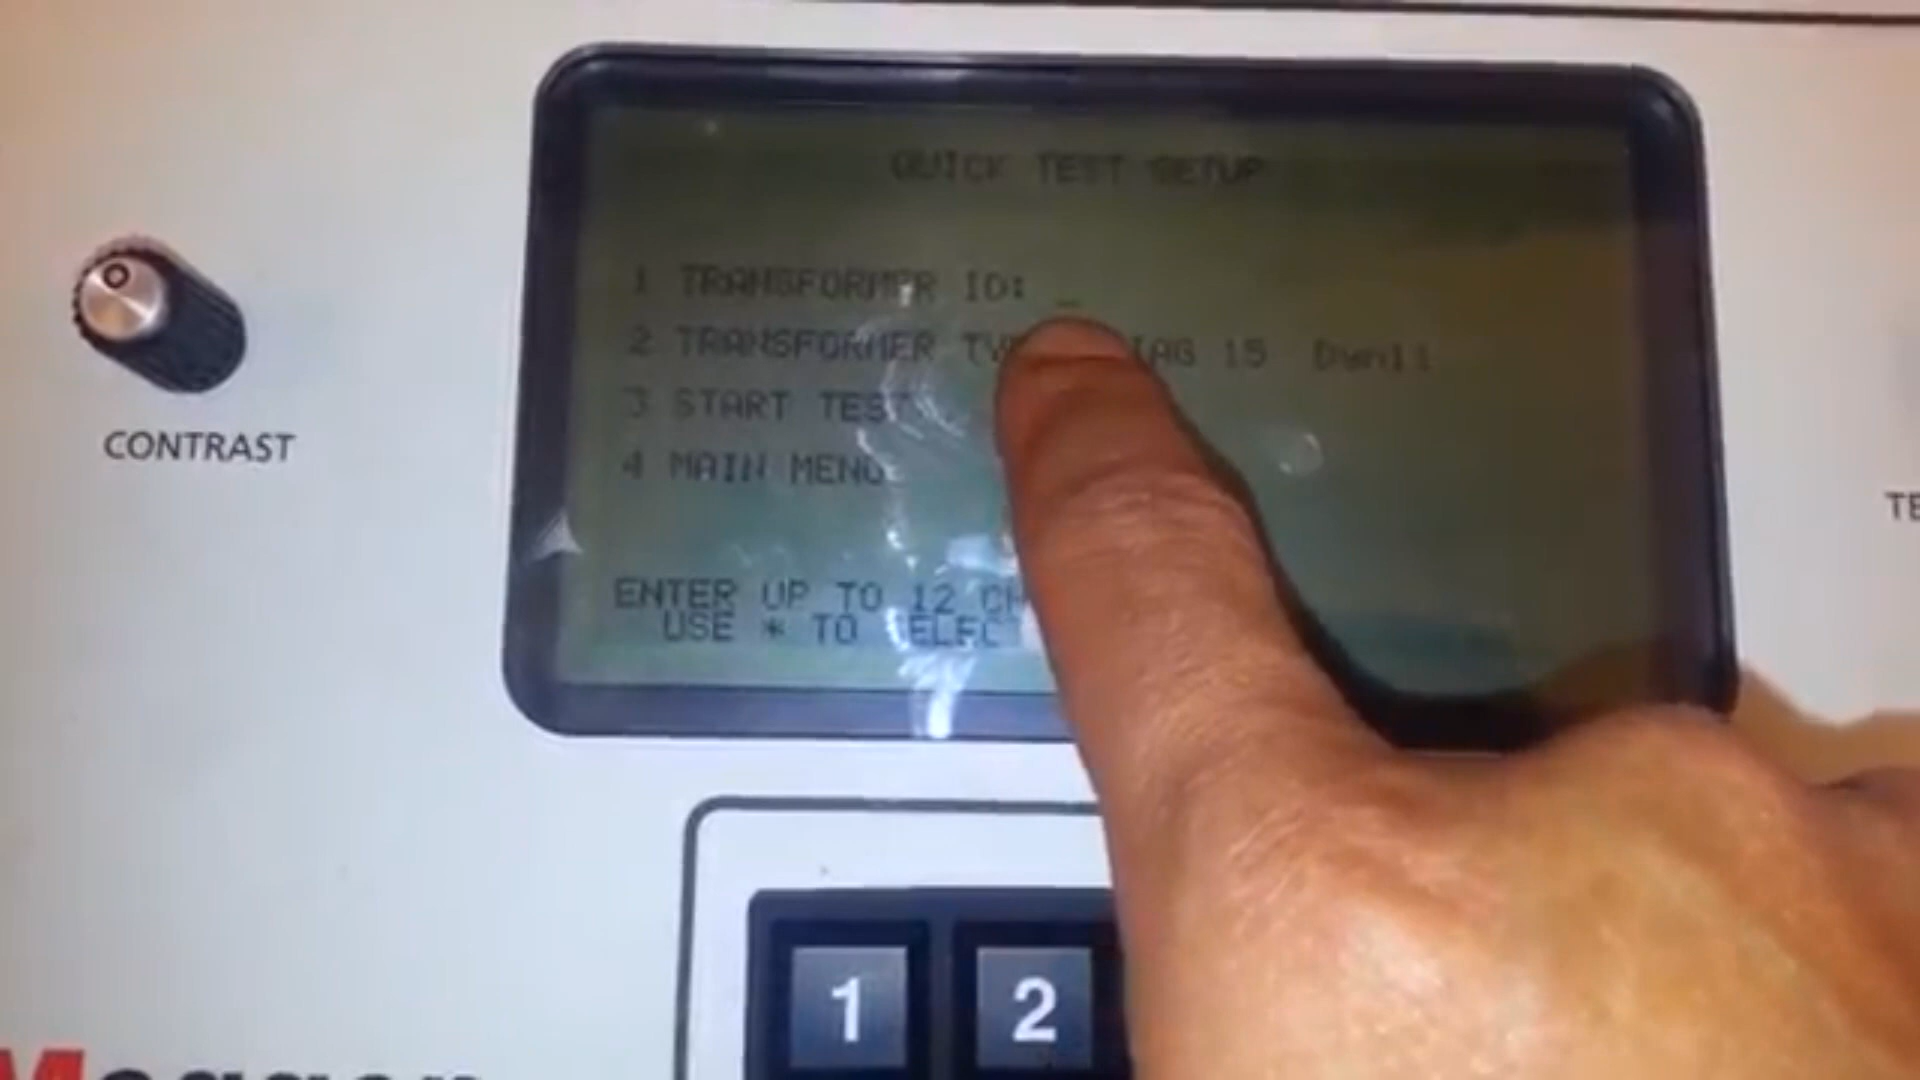 QUICK TEST SETUP
1 TRANSFORMER ID: _
2 TRANSFORMER 15 Dyn11
3 START TEST
4 MAIN MENU
ENTER UP TO 12
USE * TO
CONTRAST
1 2